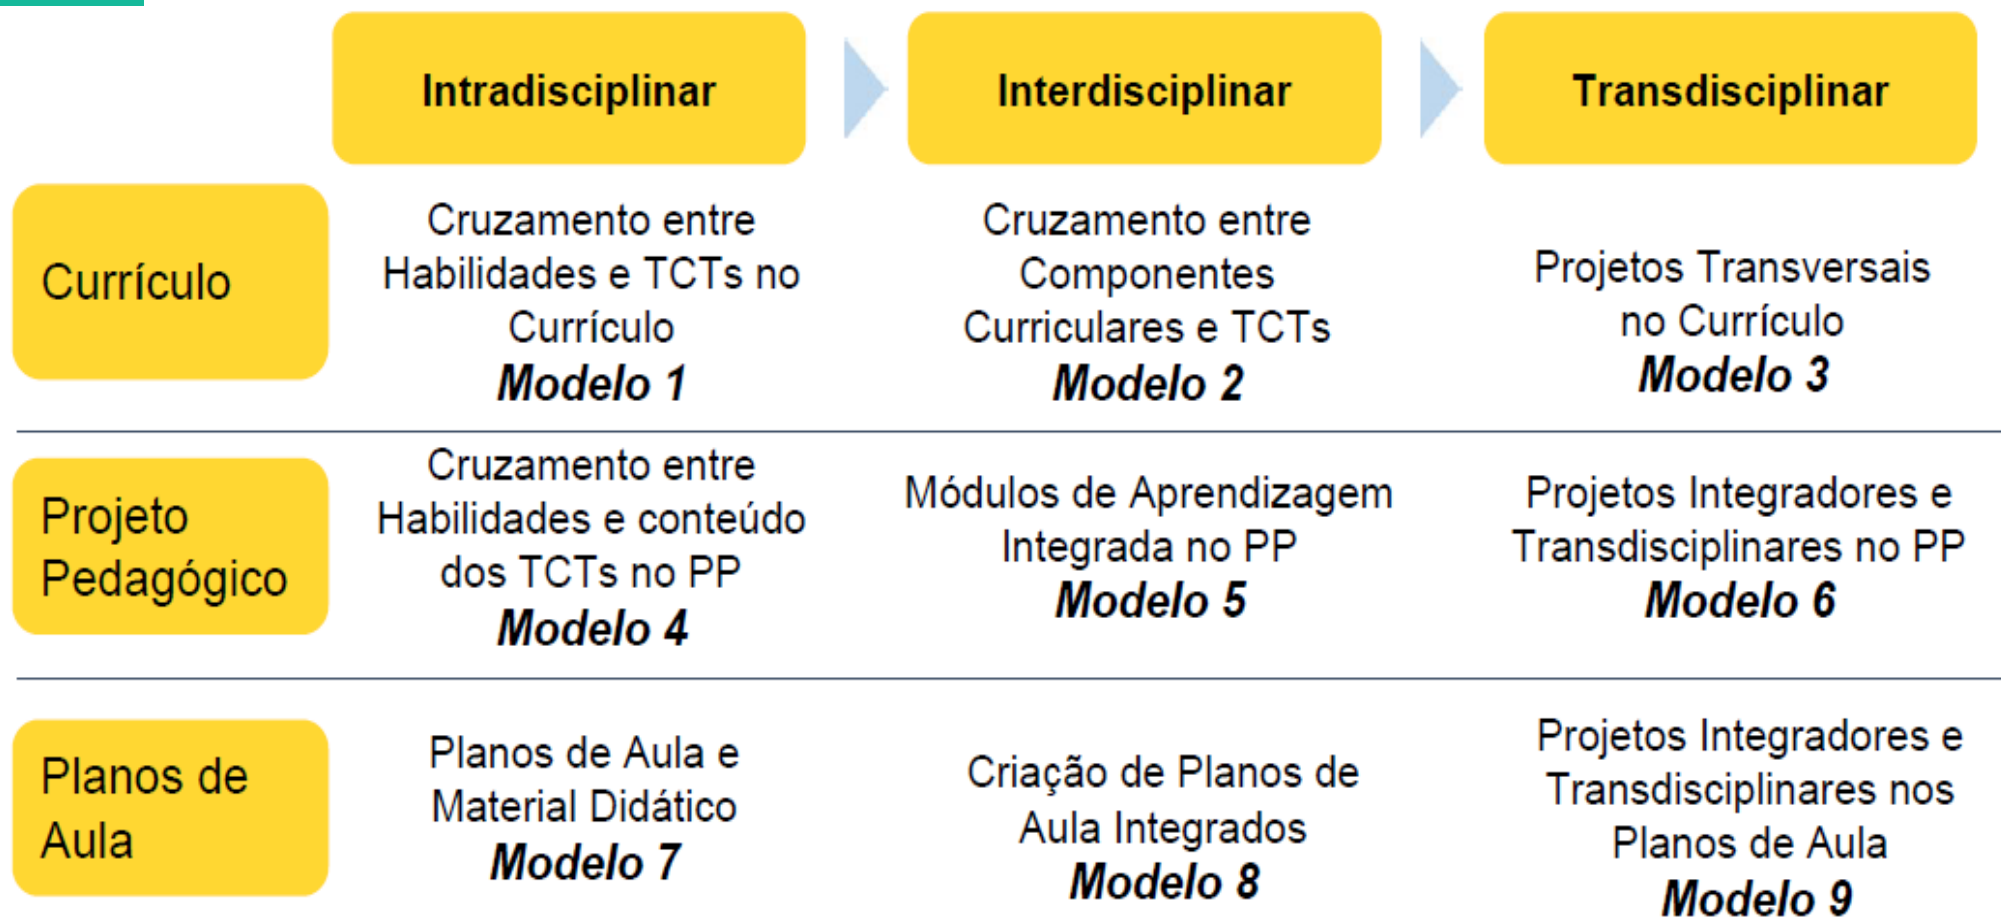 Intradisciplinar
Interdisciplinar
Transdisciplinar
Currículo
Cruzamento entre
Habilidades e TCTs no
Currículo
Modelo 1
Cruzamento entre
Componentes
Curriculares e TCTs
Modelo 2
Projetos Transversais
no Currículo
Modelo 3
Projeto
Pedagógico
Cruzamento entre
Habilidades e conteúdo
dos TCTs no PP
Modelo 4
Módulos de Aprendizagem
Integrada no PP
Modelo 5
Projetos Integradores e
Transdisciplinares no PP
Modelo 6
Planos de
Aula
Planos de Aula e
Material Didático
Modelo 7
Criação de Planos de
Aula Integrados
Modelo 8
Projetos Integradores e
Transdisciplinares nos
Planos de Aula
Modelo 9